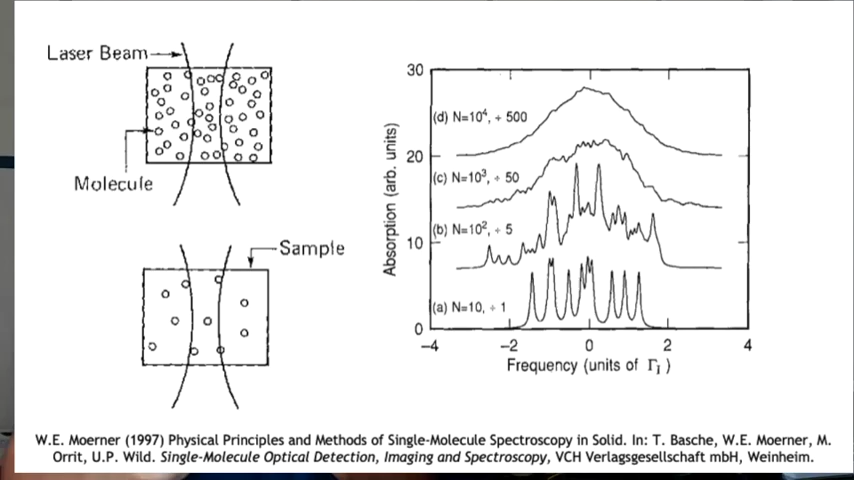 Laser Beam
Molecule
Sample
Absorption (arb. units)
30
20
10
0
(d) N=10⁴, ÷ 500
(c) N=10³, ÷ 50
(b) N=10², ÷ 5
(a) N=10, ÷ 1
−4 −2 0 2 4
Frequency (units of Γ_I)
W.E. Moerner (1997) Physical Principles and Methods of Single-Molecule Spectroscopy in Solid. In: T. Basche, W.E. Moerner, M.
Orrit, U.P. Wild. Single-Molecule Optical Detection, Imaging and Spectroscopy, VCH Verlagsgesellschaft mbH, Weinheim.